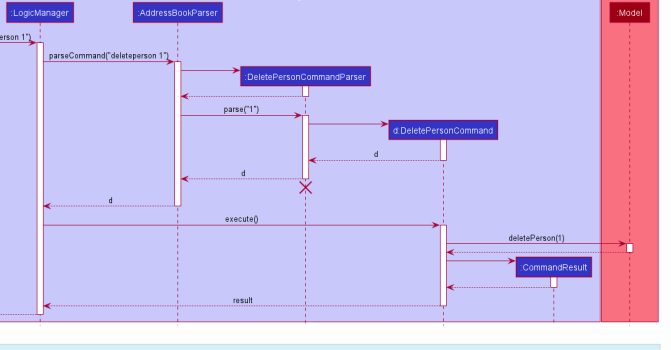 :LogicManager
:AddressBookParser
:Model
erson 1")
parseCommand("deleteperson 1")
:DeletePersonCommandParser
parse("1")
d:DeletePersonCommand
d
d
d
execute()
deletePerson(1)
:CommandResult
result